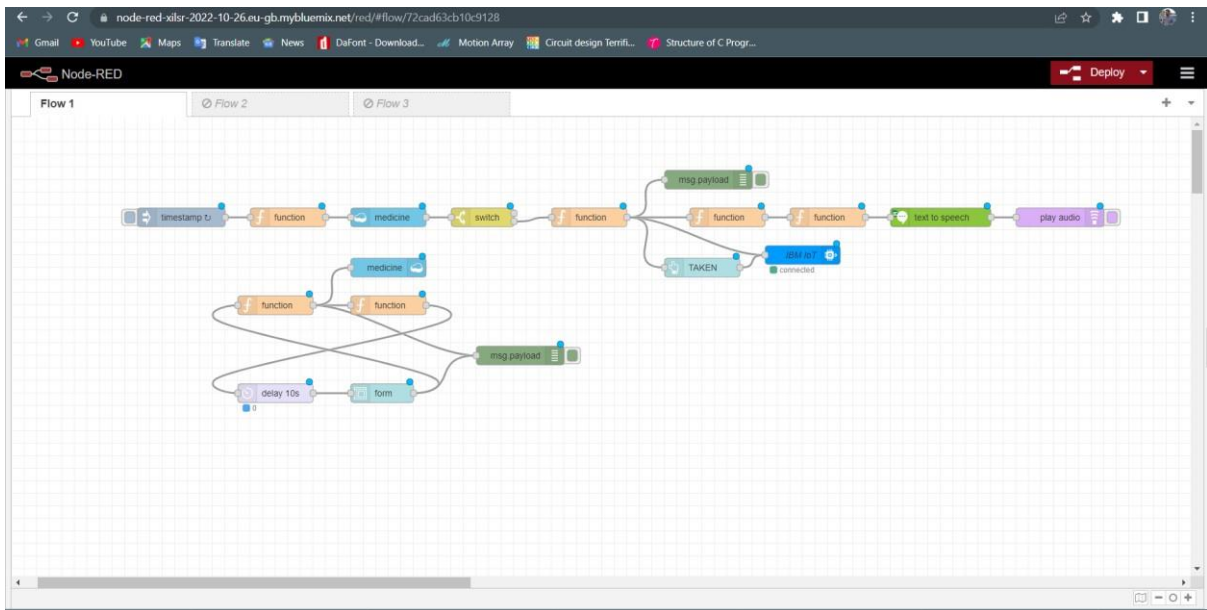 node-red-xilsr-2022-10-26.eu-gb.mybluemix.net/red/#flow/72cad63cb10c9128
Gmail YouTube Maps Translate News DaFont - Download... Motion Array Circuit design Terrifi... Structure of C Progr...
Node-RED Deploy
Flow 1 Flow 2 Flow 3
msg.payload
timestamp ↻ function medicine switch function function function text to speech play audio
medicine TAKEN IBM IoT
connected
function function
msg.payload
delay 10s form
0